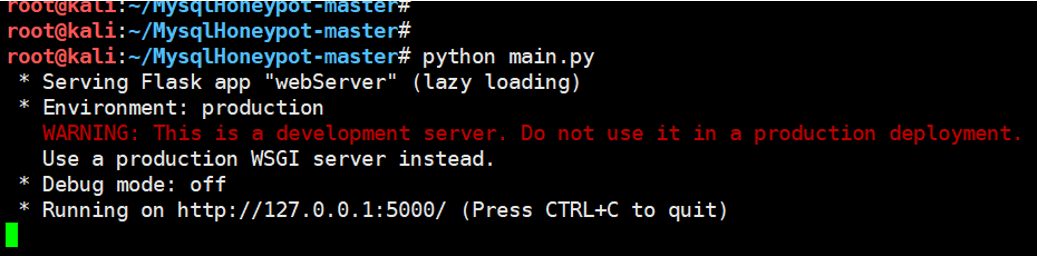 root@kali:~/MysqlHoneypot-master#
root@kali:~/MysqlHoneypot-master#
root@kali:~/MysqlHoneypot-master# python main.py
 * Serving Flask app "webServer" (lazy loading)
 * Environment: production
   WARNING: This is a development server. Do not use it in a production deployment.
   Use a production WSGI server instead.
 * Debug mode: off
 * Running on http://127.0.0.1:5000/ (Press CTRL+C to quit)